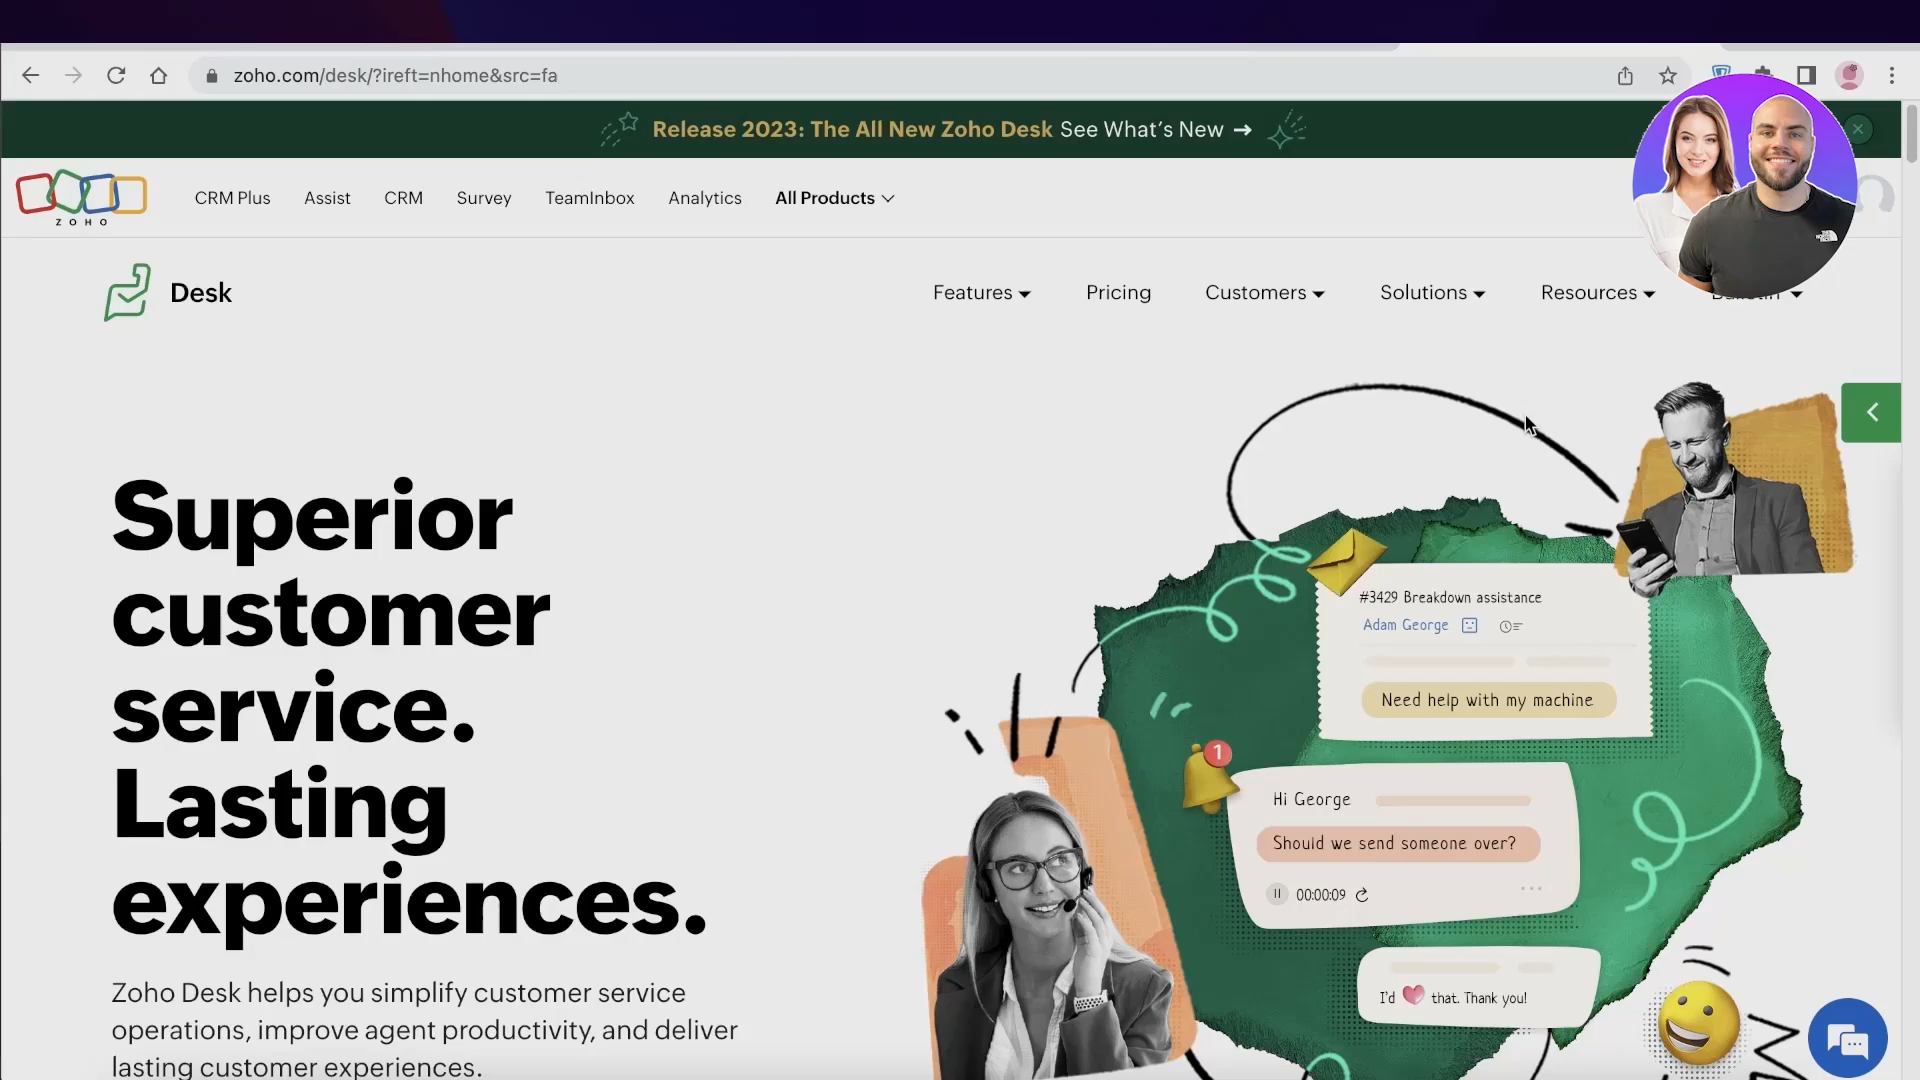 zoho.com/desk/?ireft=nhome&src=fa
Release 2023: The All New Zoho Desk See What's New →
ZOHO
CRM Plus Assist CRM Survey TeamInbox Analytics All Products
Desk
Features Pricing Customers Solutions Resources
Superior
customer
service.
Lasting
experiences.
Zoho Desk helps you simplify customer service
operations, improve agent productivity, and deliver
lasting customer experiences.
#3429 Breakdown assistance
Adam George
Need help with my machine
1
Hi George
Should we send someone over?
00:00:09
I'd ❤ that. Thank you!